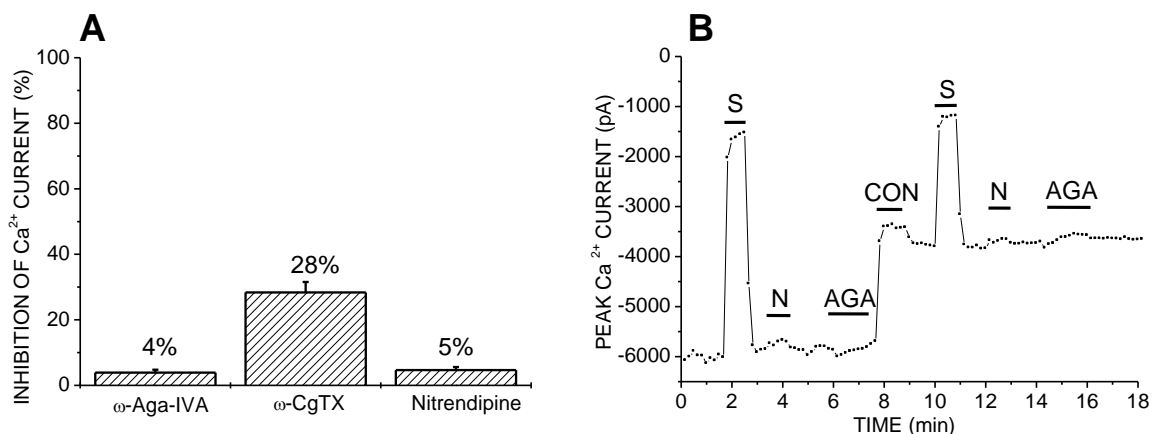 A
INHIBITION OF Ca²⁺ CURRENT (%)
100
80
60
40
20
0
4%
28%
5%
ω-Aga-IVA
ω-CgTX
Nitrendipine
B
PEAK Ca²⁺ CURRENT (pA)
0
-1000
-2000
-3000
-4000
-5000
-6000
S
N
AGA
CON
S
N
AGA
0 2 4 6 8 10 12 14 16 18
TIME (min)